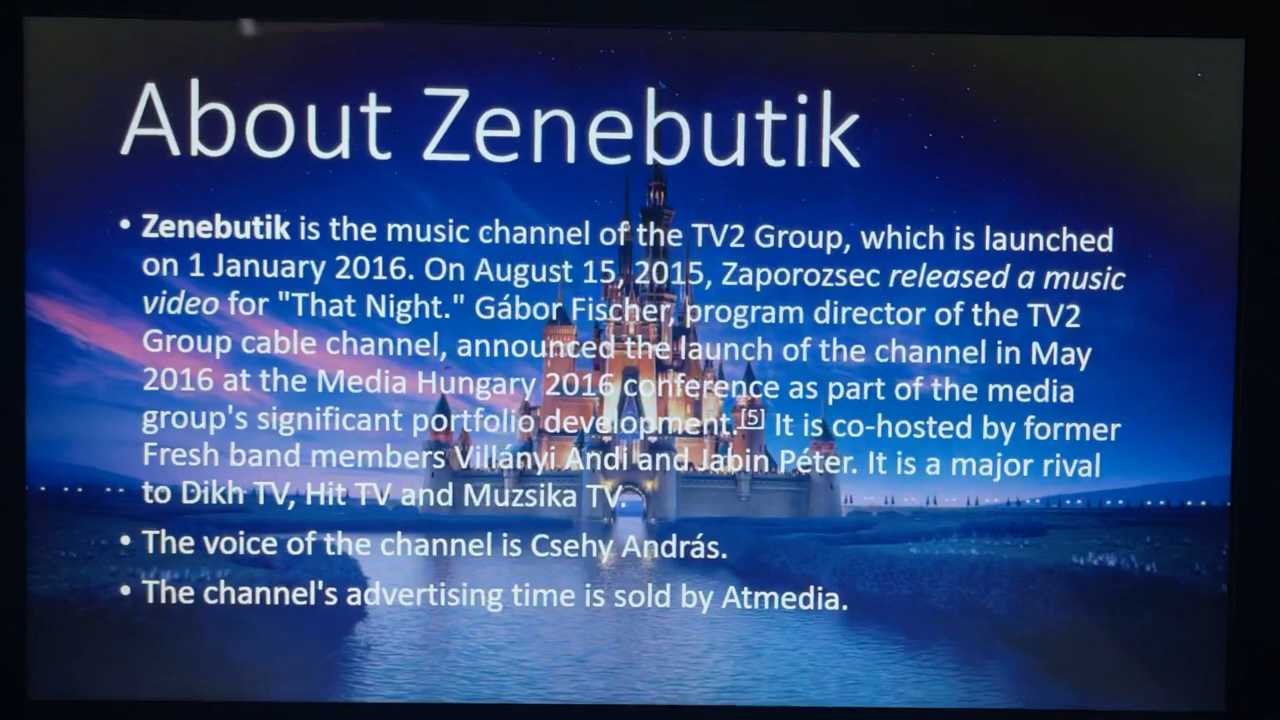 About Zenebutik
• Zenebutik is the music channel of the TV2 Group, which is launched
on 1 January 2016. On August 15, 2015, Zaporozsec released a music
video for "That Night." Gábor Fischer, program director of the TV2
Group cable channel, announced the launch of the channel in May
2016 at the Media Hungary 2016 conference as part of the media
group's significant portfolio development.[5] It is co-hosted by former
Fresh band members Villányi Andi and Jabin Péter. It is a major rival
to Dikh TV, Hit TV and Muzsika TV.
• The voice of the channel is Csehy András.
• The channel's advertising time is sold by Atmedia.